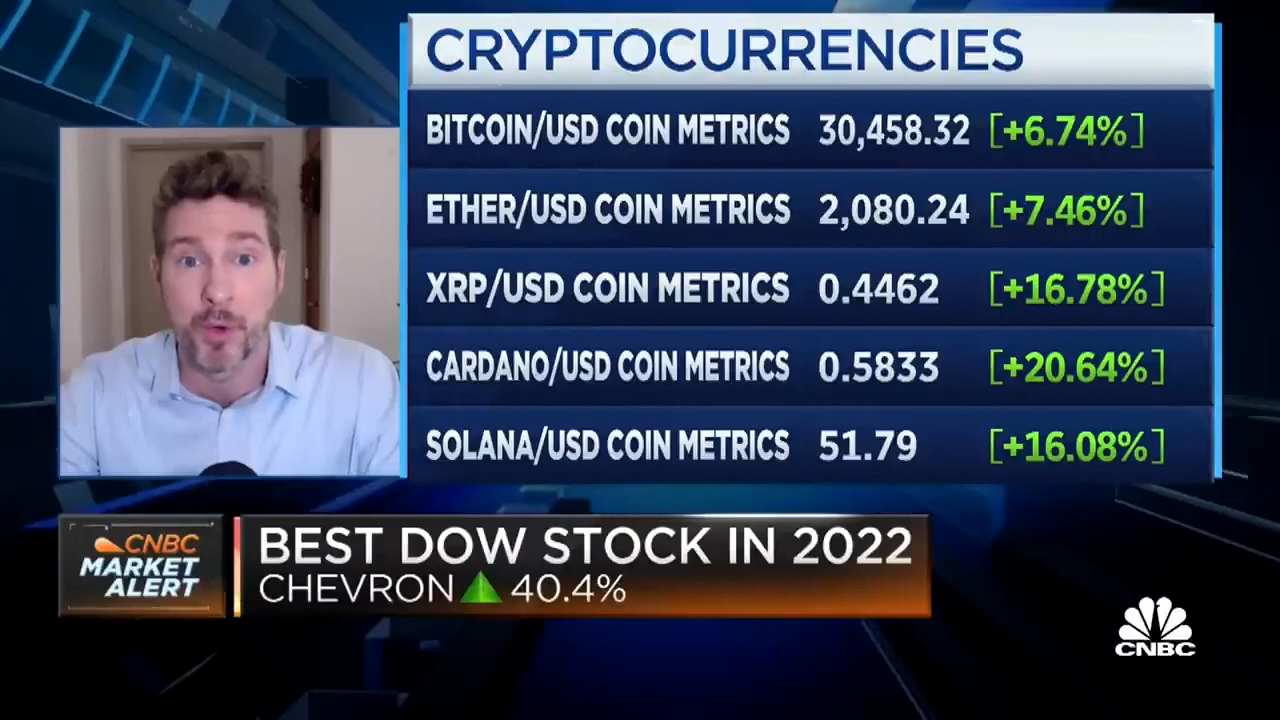 CRYPTOCURRENCIES
BITCOIN/USD COIN METRICS 30,458.32 [+6.74%]
ETHER/USD COIN METRICS 2,080.24 [+7.46%]
XRP/USD COIN METRICS 0.4462 [+16.78%]
CARDANO/USD COIN METRICS 0.5833 [+20.64%]
SOLANA/USD COIN METRICS 51.79 [+16.08%]
CNBC
MARKET
ALERT
BEST DOW STOCK IN 2022
CHEVRON ▲ 40.4%
CNBC